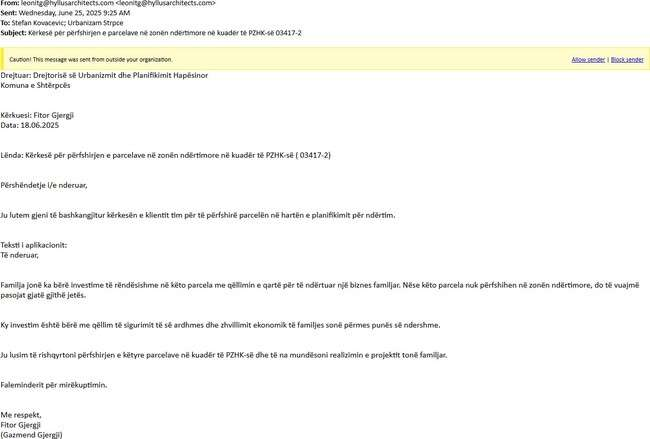 From: leonitg@hyllusarchitects.com <leonitg@hyllusarchitects.com>
Sent: Wednesday, June 25, 2025 9:25 AM
To: Stefan Kovacevic; Urbanizam Strpce
Subject: Kërkesë për përfshirjen e parcelave në zonën ndërtimore në kuadër të PZHK-së 03417-2
Caution! This message was sent from outside your organization. Allow sender | Block sender
Drejtuar: Drejtorisë së Urbanizmit dhe Planifikimit Hapësinor
Komuna e Shtërpcës
Kërkuesi: Fitor Gjergji
Data: 18.06.2025
Lënda: Kërkesë për përfshirjen e parcelave në zonën ndërtimore në kuadër të PZHK-së ( 03417-2)
Përshëndetje i/e nderuar,
Ju lutem gjeni të bashkangjitur kërkesën e klientit tim për të përfshirë parcelën në hartën e planifikimit për ndërtim.
Teksti i aplikacionit:
Të nderuar,
Familja jonë ka bërë investime të rëndësishme në këto parcela me qëllimin e qartë për të ndërtuar një biznes familjar. Nëse këto parcela nuk përfshihen në zonën ndërtimore, do të vuajmë
pasojat gjatë gjithë jetës.
Ky investim është bërë me qëllim të sigurimit të së ardhmes dhe zhvillimit ekonomik të familjes sonë përmes punës së ndershme.
Ju lusim të rishqyrtoni përfshirjen e këtyre parcelave në kuadër të PZHK-së dhe të na mundësoni realizimin e projektit tonë familjar.
Faleminderit për mirëkuptimin.
Me respekt,
Fitor Gjergji
(Gazmend Gjergji)